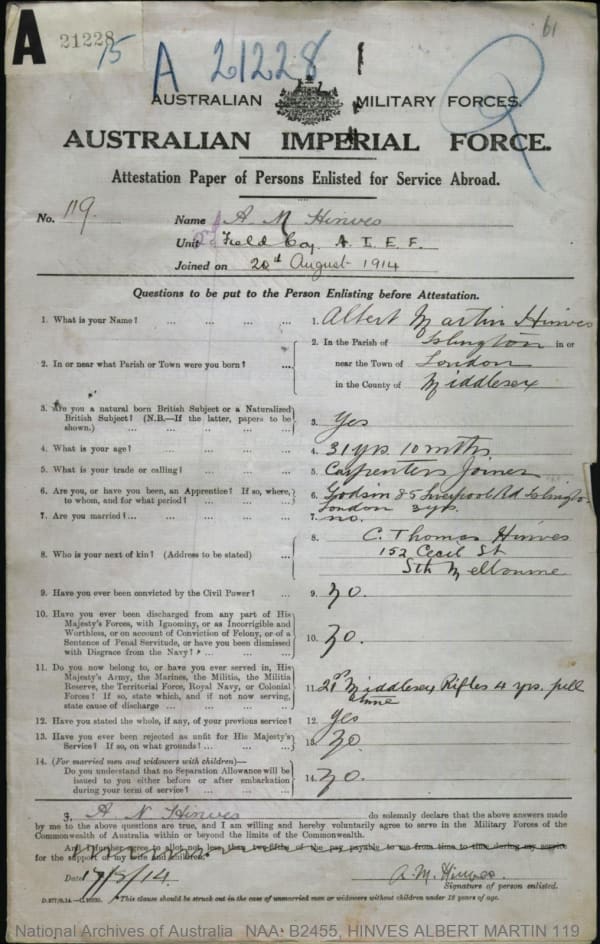 A
21228
15
A 21228
61
AUSTRALIAN MILITARY FORCES.
AUSTRALIAN IMPERIAL FORCE.
Attestation Paper of Persons Enlisted for Service Abroad.
No. 119. Name A M Hinves
Unit 2nd Field Coy. A. I. E. F.
Joined on 20th August 1914
Questions to be put to the Person Enlisting before Attestation.
1. What is your Name? ... ... ... ... 1. Albert Martin Hinves
2. In or near what Parish or Town were you born? ... 2. In the Parish of Islington in or
near the Town of London
in the County of Middlesex
3. Are you a natural born British Subject or a Naturalized
British Subject? (N.B.—If the latter, papers to be
shown.) ... ... ... ... ... 3. Yes
4. What is your age? ... ... ... ... 4. 31 yrs. 10 mths.
5. What is your trade or calling? ... ... ... 5. Carpenters Joiner
6. Are you, or have you been, an Apprentice? If so, where,
to whom, and for what period? ... ... ... 6. 85 Liverpool Rd Islington
London 3 yrs.
7. Are you married? ... ... ... ... ... 7. no.
8. Who is your next of kin? (Address to be stated) ... 8. C. Thomas Hinves
152 Cecil St
Sth Melbourne
9. Have you ever been convicted by the Civil Power? ... 9. No.
10. Have you ever been discharged from any part of His
Majesty's Forces, with Ignominy, or as Incorrigible and
Worthless, or on account of Conviction of Felony, or of a
Sentence of Penal Servitude, or have you been dismissed
with Disgrace from the Navy? * ... ... ... 10. No.
11. Do you now belong to, or have you ever served in, His
Majesty's Army, the Marines, the Militia, the Militia
Reserve, the Territorial Force, Royal Navy, or Colonial
Forces? If so, state which, and if not now serving,
state cause of discharge ... ... ... ... 11. 21st Middlesex Rifles 4 yrs. full
time
12. Have you stated the whole, if any, of your previous service? 12. Yes
13. Have you ever been rejected as unfit for His Majesty's
Service? If so, on what grounds? ... ... ... 13. No.
14. (For married men and widowers with children)—
Do you understand that no Separation Allowance will be
issued to you either before or after embarkation
during your term of service? ... ... ... 14. No.
I, A. N. Hinves do solemnly declare that the above answers made
by me to the above questions are true, and I am willing and hereby voluntarily agree to serve in the Military Forces of the
Commonwealth of Australia within or beyond the limits of the Commonwealth.
And I further agree to allot not less than two-fifths of the pay payable to me from time to time during my service
for the support of my wife and children.*
Date 17/8/14. A. M. Hinves.
Signature of person enlisted.
*This clause should be struck out in the case of unmarried men or widowers without children under 18 years of age.
National Archives of Australia NAA: B2455, HINVES ALBERT MARTIN 119